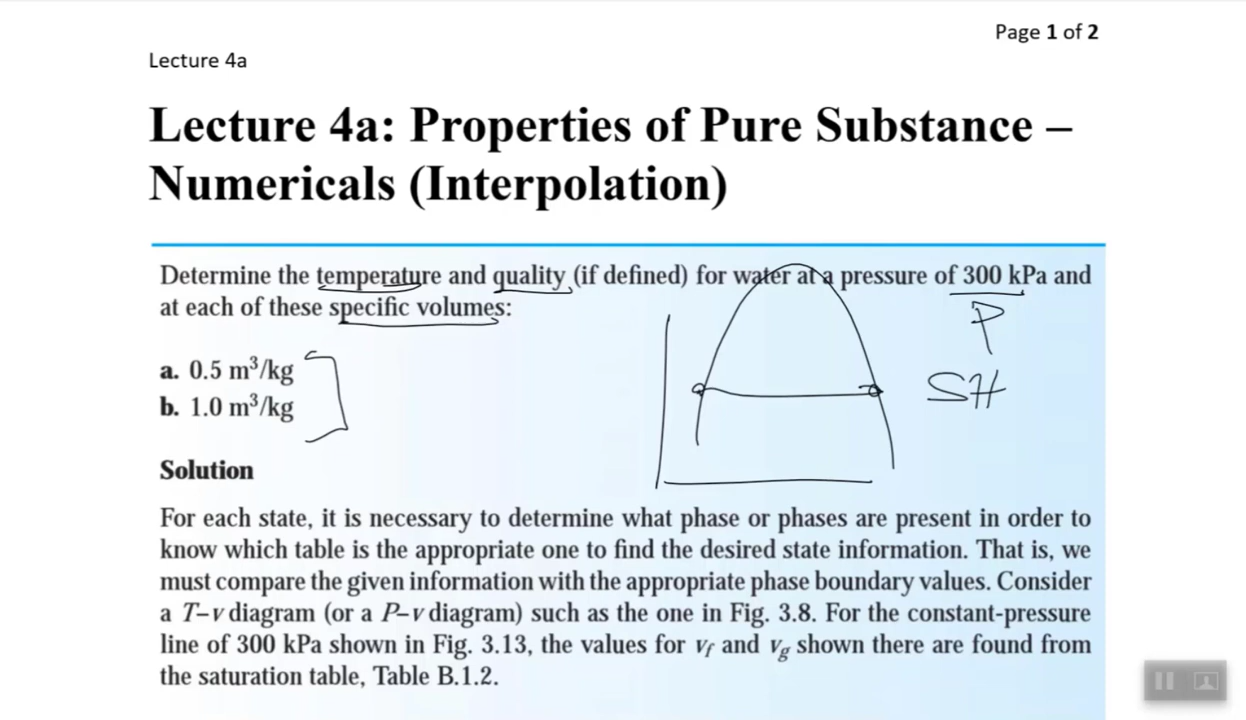 Page 1 of 2
Lecture 4a
Lecture 4a: Properties of Pure Substance –
Numericals (Interpolation)
Determine the temperature and quality (if defined) for water at a pressure of 300 kPa and
at each of these specific volumes:
P
a. 0.5 m³/kg
SH
b. 1.0 m³/kg
Solution
For each state, it is necessary to determine what phase or phases are present in order to
know which table is the appropriate one to find the desired state information. That is, we
must compare the given information with the appropriate phase boundary values. Consider
a T–v diagram (or a P–v diagram) such as the one in Fig. 3.8. For the constant-pressure
line of 300 kPa shown in Fig. 3.13, the values for vf and vg shown there are found from
the saturation table, Table B.1.2.